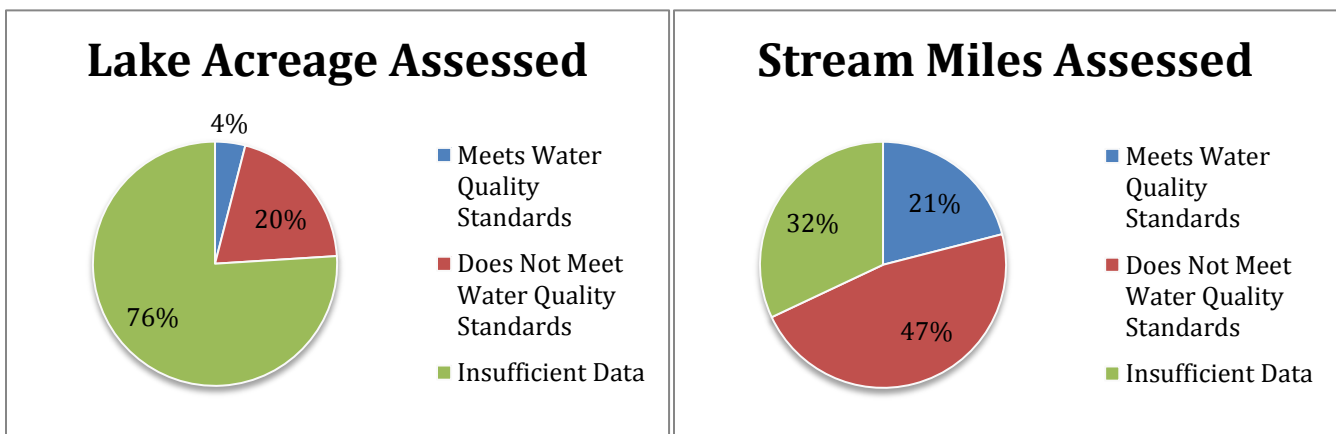 Lake Acreage Assessed
4%
20%
76%
Meets Water
Quality
Standards
Does Not Meet
Water Quality
Standards
Insufficient Data
Stream Miles Assessed
21%
32%
47%
Meets Water
Quality
Standards
Does Not Meet
Water Quality
Standards
Insufficient Data